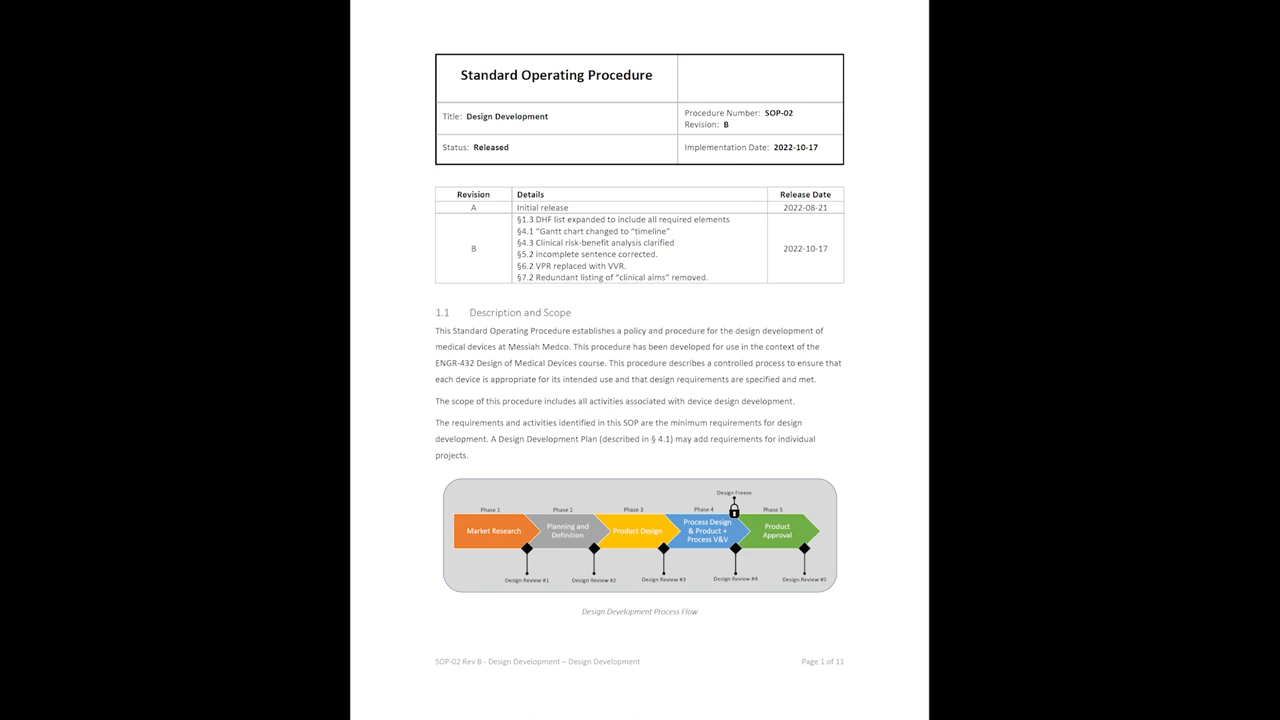 Standard Operating Procedure
Title: Design Development
Procedure Number: SOP-02
Revision: B
Status: Released
Implementation Date: 2022-10-17
Revision Details Release Date
A Initial release 2022-08-21
§1.3 DHF list expanded to include all required elements
§4.1 "Gantt chart changed to "timeline"
§4.3 Clinical risk-benefit analysis clarified
B 2022-10-17
§5.2 incomplete sentence corrected.
§6.2 VPR replaced with VVR.
§7.2 Redundant listing of "clinical aims" removed.
1.1 Description and Scope
This Standard Operating Procedure establishes a policy and procedure for the design development of
medical devices at Messiah Medco. This procedure has been developed for use in the context of the
ENGR-432 Design of Medical Devices course. This procedure describes a controlled process to ensure that
each device is appropriate for its intended use and that design requirements are specified and met.
The scope of this procedure includes all activities associated with device design development.
The requirements and activities identified in this SOP are the minimum requirements for design
development. A Design Development Plan (described in § 4.1) may add requirements for individual
projects.
Design Freeze
Phase 1 Phase 2 Phase 3 Phase 4 Phase 5
Market Research
Planning and
Definition
Product Design
Process Design
& Product +
Process V&V
Product
Approval
Design Review #1 Design Review #2 Design Review #3 Design Review #4 Design Review #5
Design Development Process Flow
SOP-02 Rev B - Design Development – Design Development Page 1 of 11